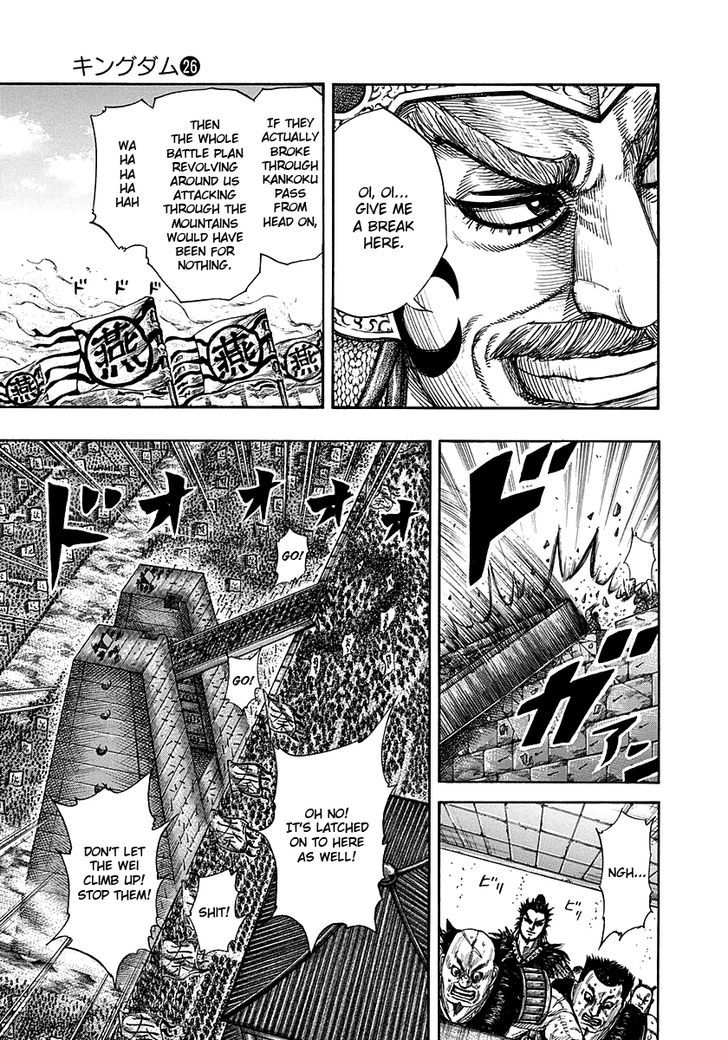 キングダム26
OI, OI...
GIVE ME
A BREAK
HERE.
IF THEY
ACTUALLY
BROKE
THROUGH
KANKOKU
PASS
FROM
HEAD ON,
THEN
THE WHOLE
BATTLE PLAN
REVOLVING
AROUND US
ATTACKING
THROUGH THE
MOUNTAINS
WOULD HAVE
BEEN FOR
NOTHING.
WA
HA
HA
HA
HAH
ドドド
燕
燕
燕
燕
ド
ガァン
NGH...
ビリ
ビリ
ドオオオオ
GO!
GO!
OH NO!
IT'S LATCHED
ON TO HERE
AS WELL!
SHIT!
DON'T LET
THE WEI
CLIMB UP!
STOP THEM!